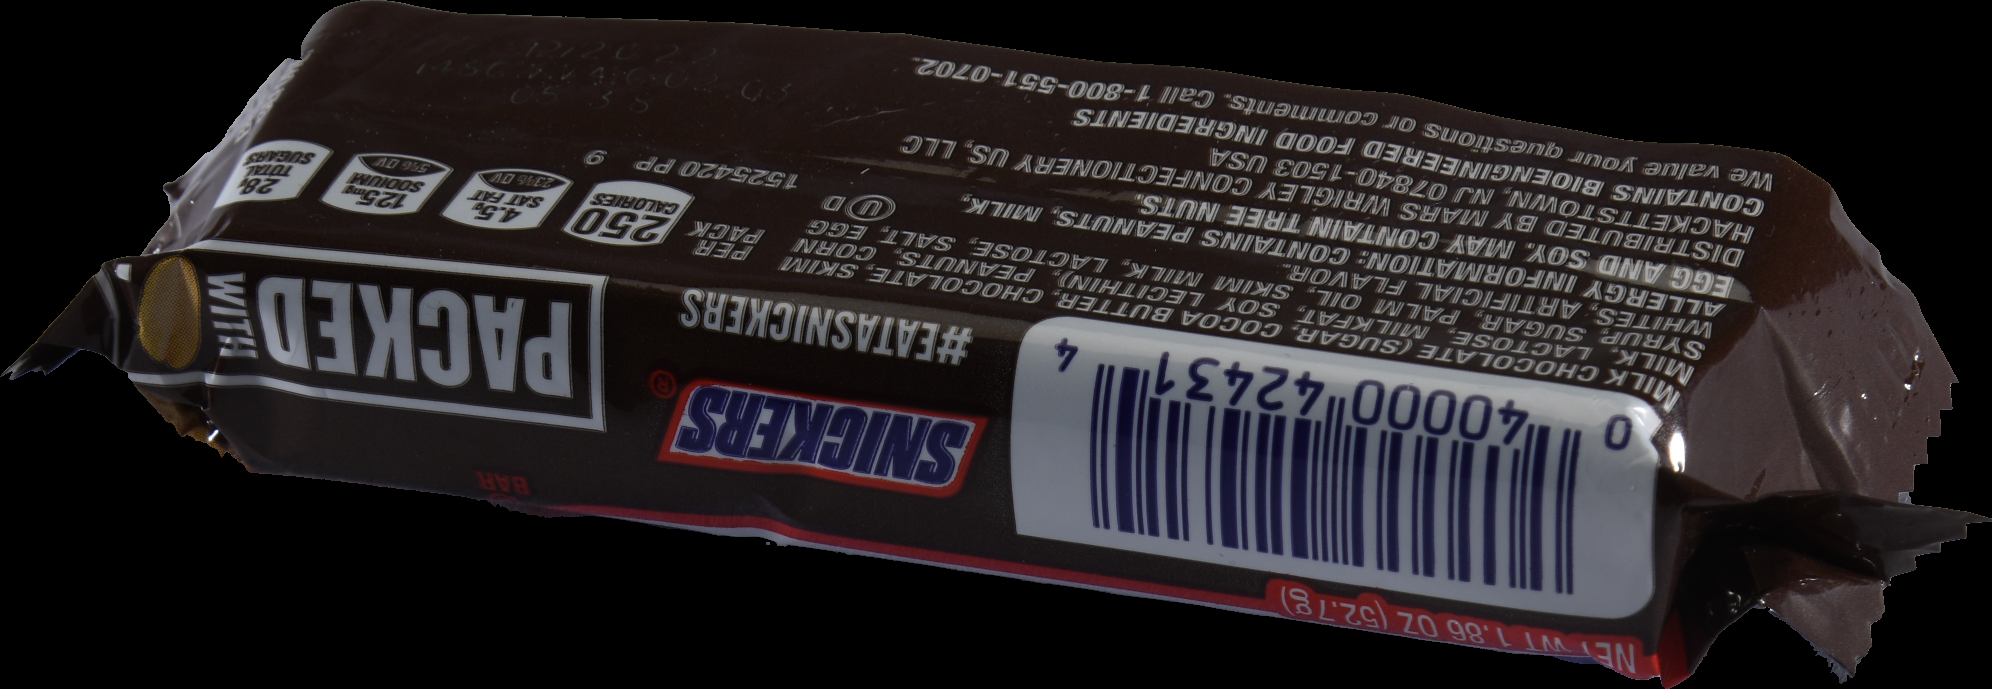 NET WT 1.86 OZ (52.7g)
BAR
0 40000 42431 4
SNICKERS®
#EATASNICKERS
PACKED
WITH
MILK CHOCOLATE (SUGAR, COCOA BUTTER, CHOCOLATE, SKIM
MILK, LACTOSE, MILKFAT, SOY LECITHIN), PEANUTS, CORN
SYRUP, SUGAR, PALM OIL, SKIM MILK, LACTOSE, SALT, EGG
WHITES, ARTIFICIAL FLAVOR.
ALLERGY INFORMATION: CONTAINS PEANUTS, MILK,
EGG AND SOY. MAY CONTAIN TREE NUTS.
DISTRIBUTED BY MARS WRIGLEY CONFECTIONERY US, LLC
HACKETTSTOWN, NJ 07840-1503 USA
CONTAINS BIOENGINEERED FOOD INGREDIENTS
We value your questions or comments. Call 1-800-551-0702.
U D
PER
PACK
250
CALORIES
4.5g
SAT FAT
23% DV
125mg
SODIUM
5% DV
28g
TOTAL
SUGARS
1525420 PP
9